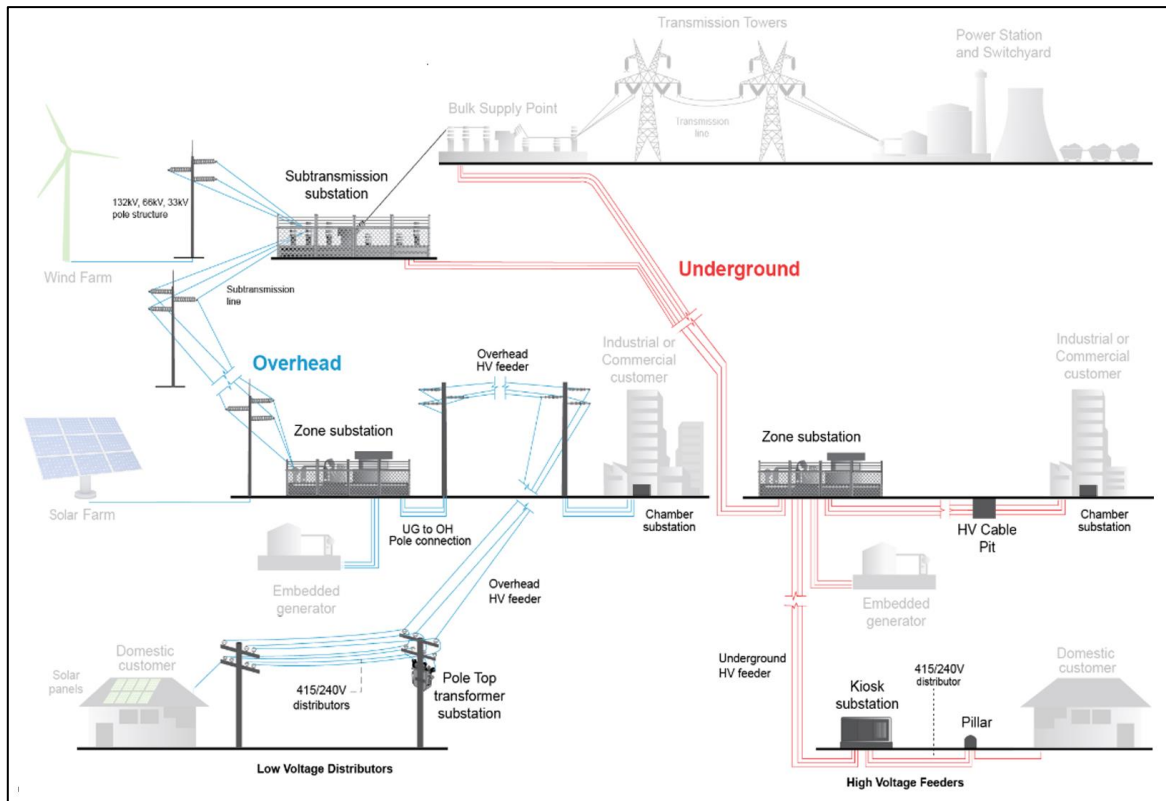 Transmission Towers
Power Station
and Switchyard
Bulk Supply Point
Transmission
line
Subtransmission
substation
132kV, 66kV, 33kV
pole structure
Wind Farm
Subtransmission
line
Underground
Overhead
Overhead
HV feeder
Industrial or
Commercial
customer
Industrial or
Commercial
customer
Zone substation
Zone substation
Solar Farm
UG to OH
Pole connection
Chamber
substation
HV Cable
Pit
Chamber
substation
Embedded
generator
Overhead
HV feeder
Embedded
generator
Domestic
customer
Solar
panels
415/240V
distributors
Pole Top
transformer
substation
Underground
HV feeder
415/240V
distributor
Domestic
customer
Kiosk
substation
Pillar
Low Voltage Distributors
High Voltage Feeders